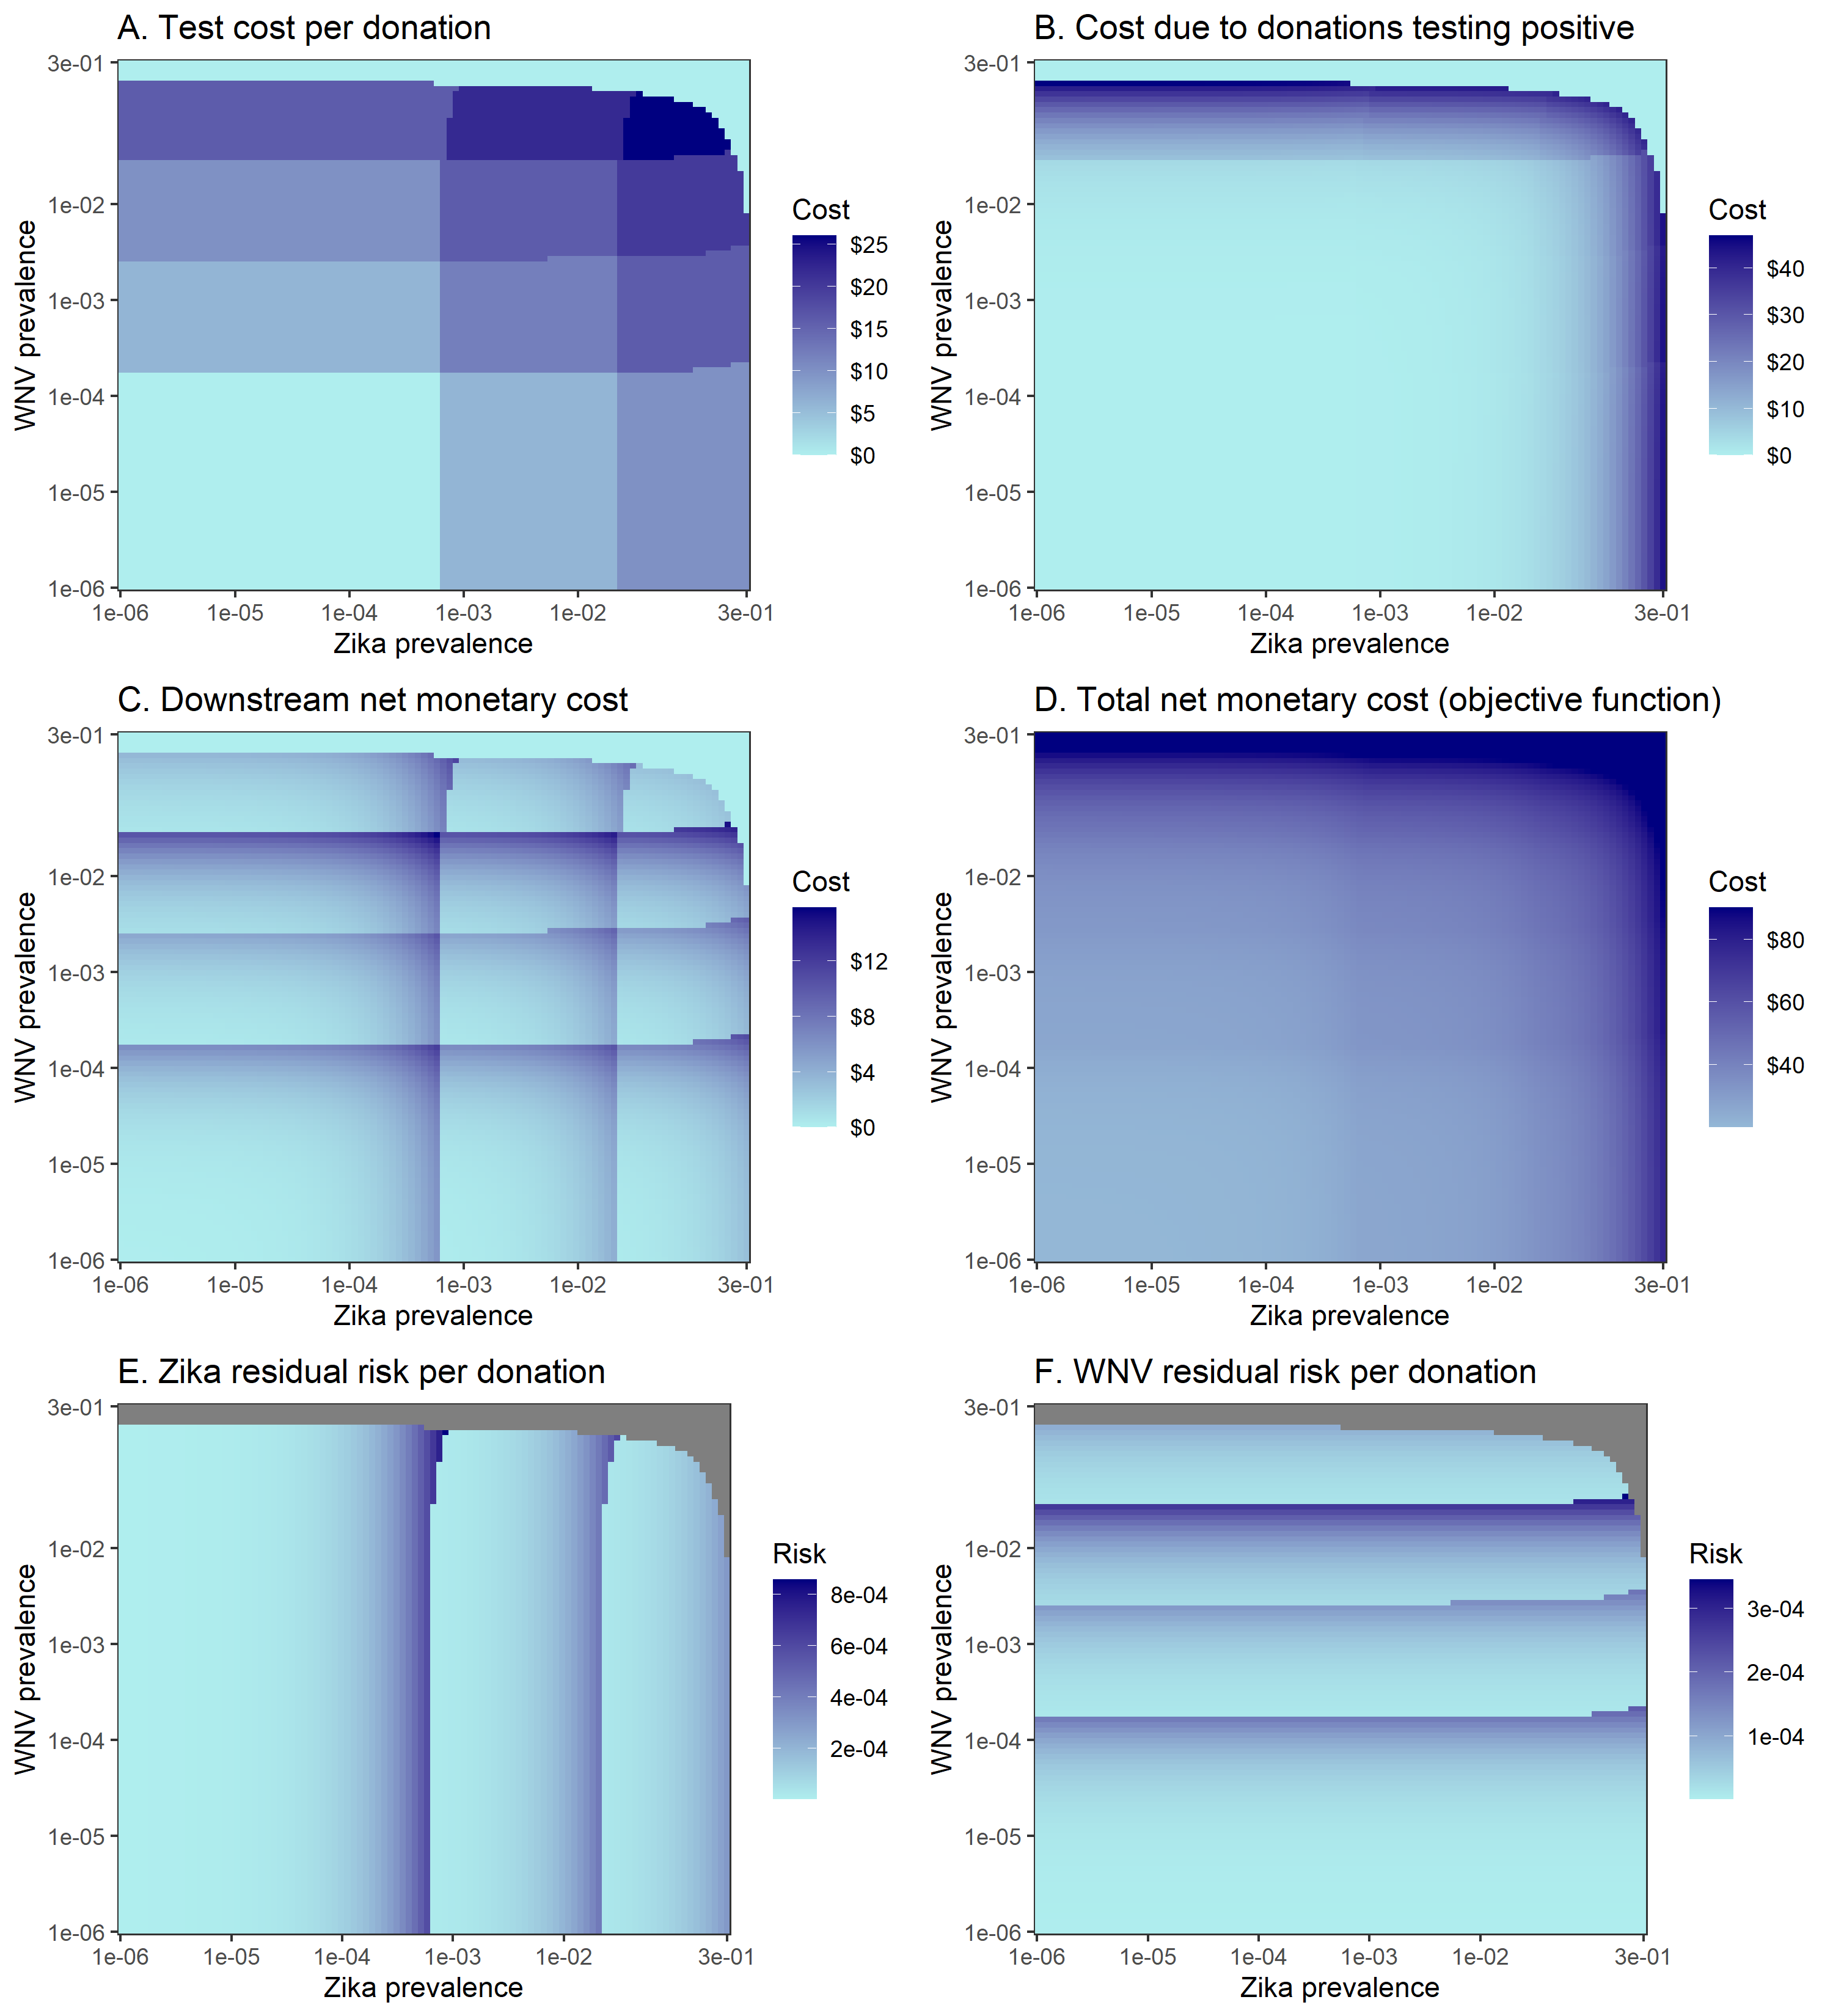 A. Test cost per donation
3e-01
1e-02
1e-03
1e-04
1e-05
1e-06
WNV prevalence
1e-06 1e-05 1e-04 1e-03 1e-02 3e-01
Zika prevalence
Cost
$25
$20
$15
$10
$5
$0
B. Cost due to donations testing positive
3e-01
1e-02
1e-03
1e-04
1e-05
1e-06
WNV prevalence
1e-06 1e-05 1e-04 1e-03 1e-02 3e-01
Zika prevalence
Cost
$40
$30
$20
$10
$0
C. Downstream net monetary cost
3e-01
1e-02
1e-03
1e-04
1e-05
1e-06
WNV prevalence
1e-06 1e-05 1e-04 1e-03 1e-02 3e-01
Zika prevalence
Cost
$12
$8
$4
$0
D. Total net monetary cost (objective function)
3e-01
1e-02
1e-03
1e-04
1e-05
1e-06
WNV prevalence
1e-06 1e-05 1e-04 1e-03 1e-02 3e-01
Zika prevalence
Cost
$80
$60
$40
E. Zika residual risk per donation
3e-01
1e-02
1e-03
1e-04
1e-05
1e-06
WNV prevalence
1e-06 1e-05 1e-04 1e-03 1e-02 3e-01
Zika prevalence
Risk
8e-04
6e-04
4e-04
2e-04
F. WNV residual risk per donation
3e-01
1e-02
1e-03
1e-04
1e-05
1e-06
WNV prevalence
1e-06 1e-05 1e-04 1e-03 1e-02 3e-01
Zika prevalence
Risk
3e-04
2e-04
1e-04